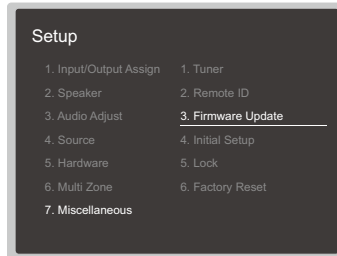 Setup
1. Input/Output Assign
2. Speaker
3. Audio Adjust
4. Source
5. Hardware
6. Multi Zone
7. Miscellaneous
1. Tuner
2. Remote ID
3. Firmware Update
4. Initial Setup
5. Lock
6. Factory Reset